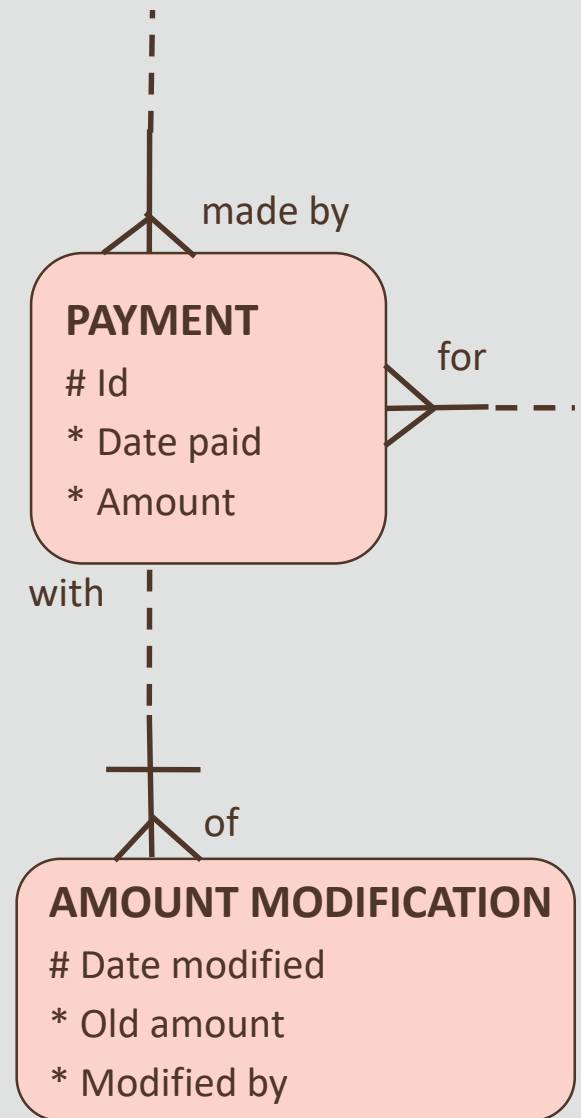 made by
PAYMENT
for
# Id
* Date paid
* Amount
with
of
AMOUNT MODIFICATION
# Date modified
* Old amount
* Modified by